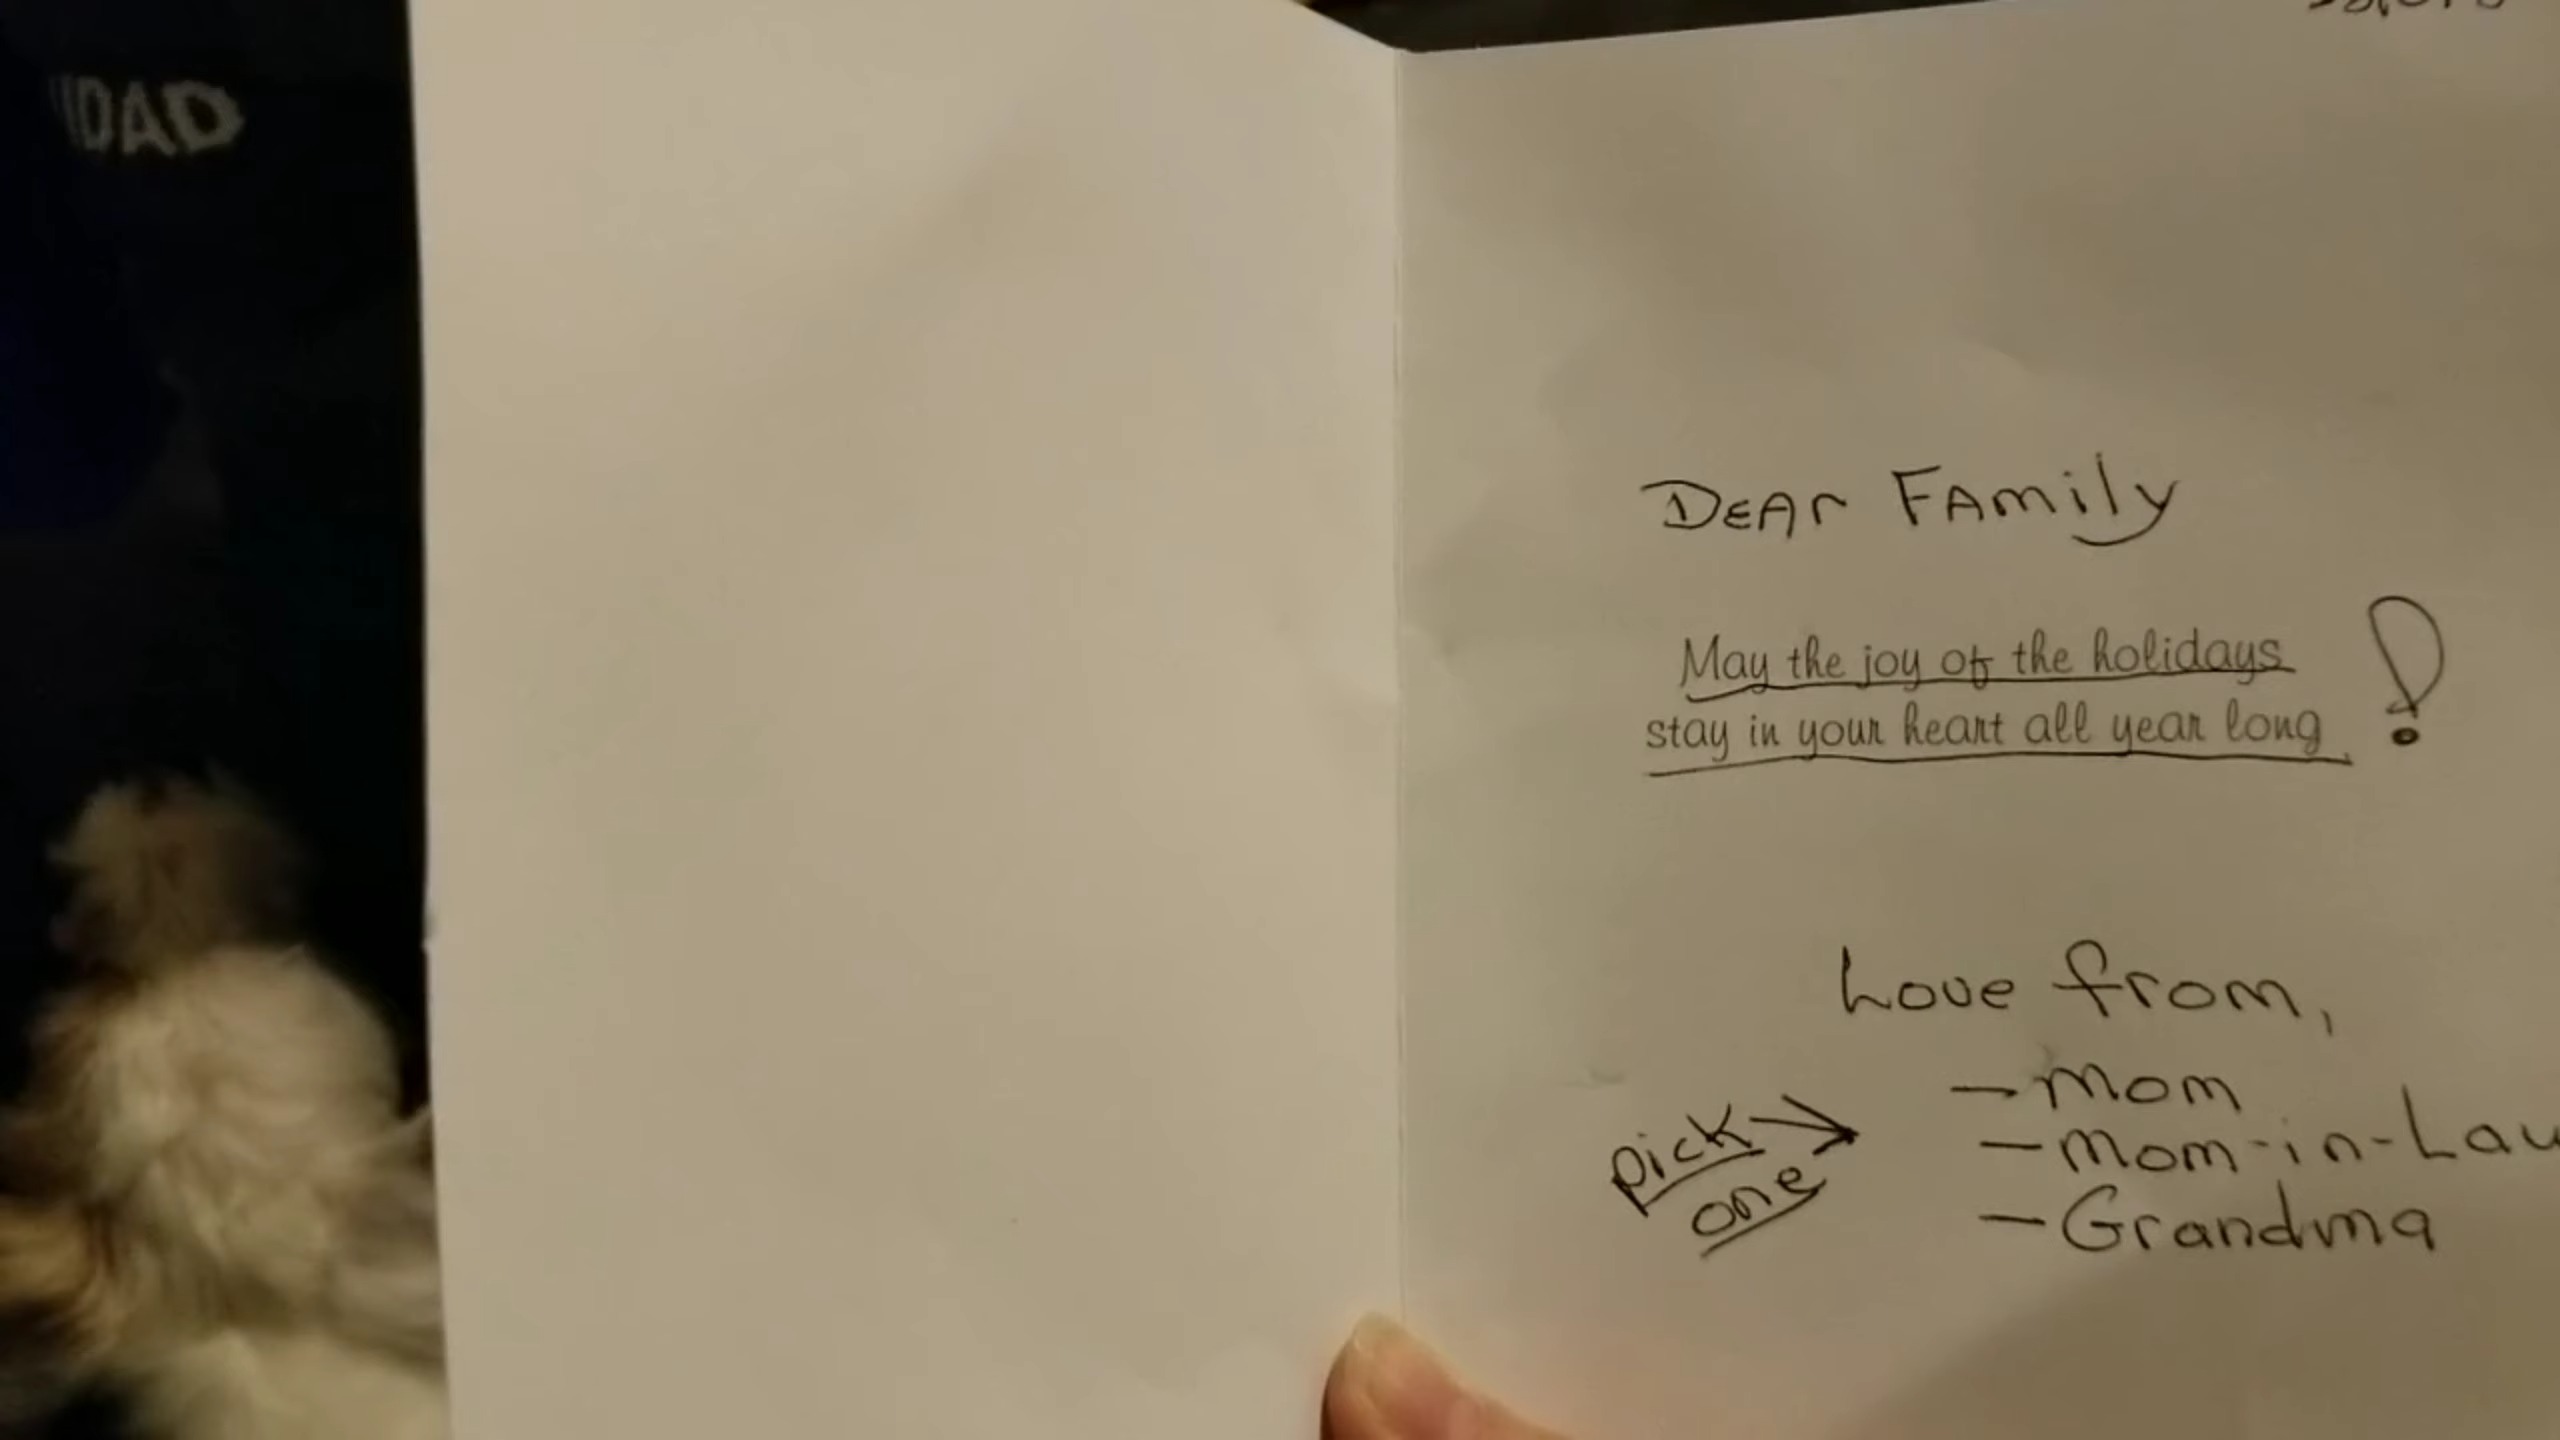 DAD
Dear Family
May the joy of the holidays
stay in your heart all year long!
Love from,
- Mom
pick → - Mom-in-Law
one
- Grandma